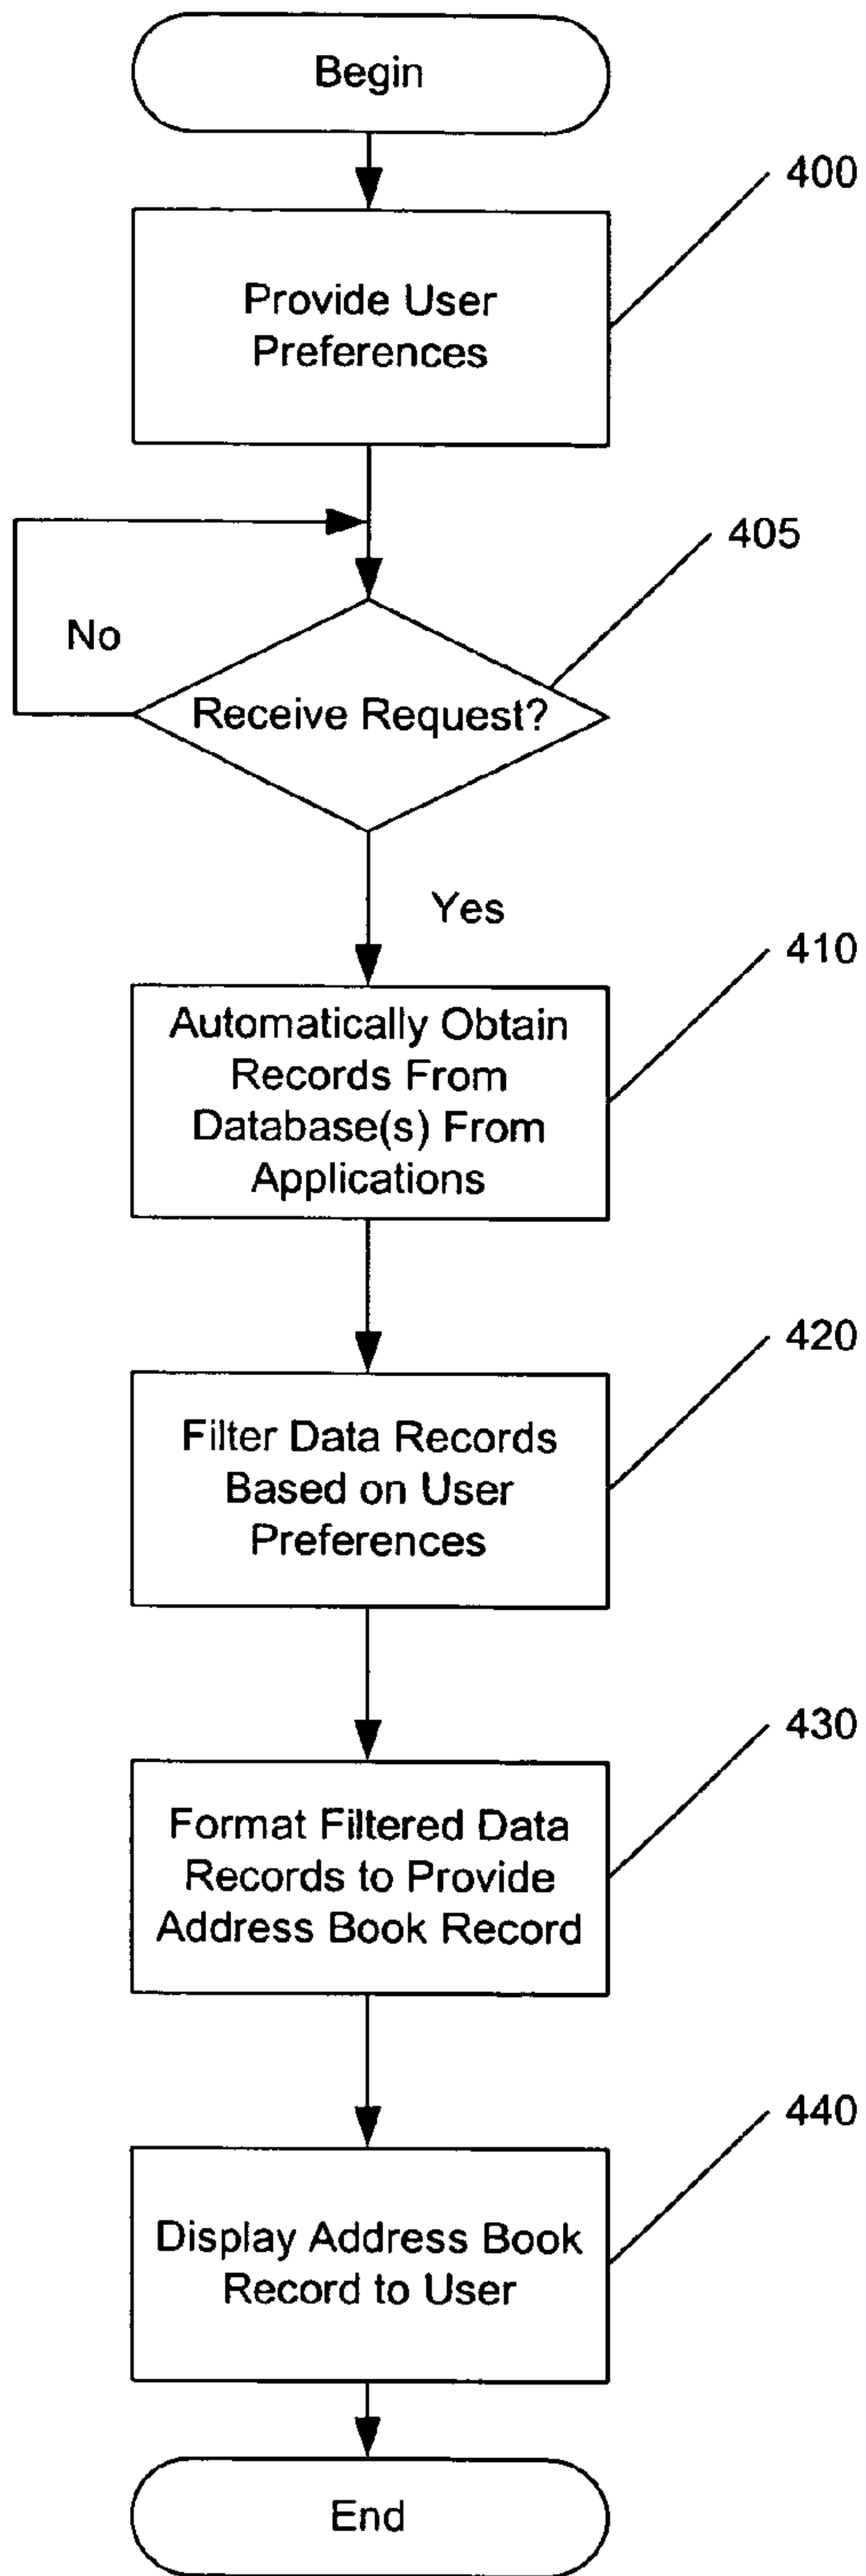 Begin
400
Provide User
Preferences
405
No
Receive Request?
Yes
410
Automatically Obtain
Records From
Database(s) From
Applications
420
Filter Data Records
Based on User
Preferences
430
Format Filtered Data
Records to Provide
Address Book Record
440
Display Address Book
Record to User
End